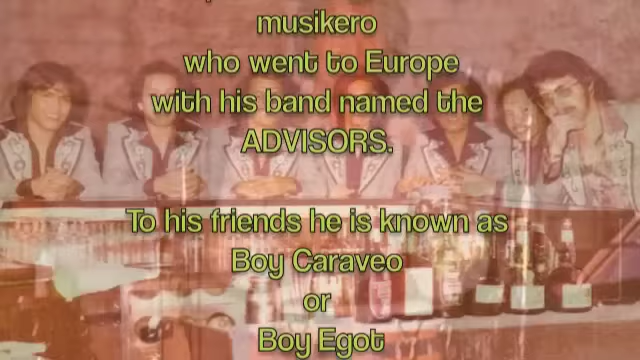 musikero
who went to Europe
with his band named the
ADVISORS.
To his friends he is known as
Boy Caraveo
or
Boy Egot